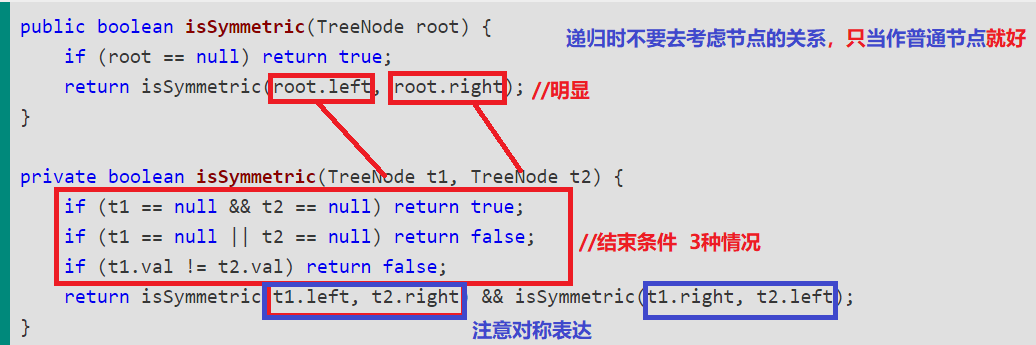 public boolean isSymmetric(TreeNode root) {
递归时不要去考虑节点的关系，只当作普通节点就好
if (root == null) return true;
return isSymmetric(root.left, root.right); //明显
}
private boolean isSymmetric(TreeNode t1, TreeNode t2) {
if (t1 == null && t2 == null) return true;
if (t1 == null || t2 == null) return false;
//结束条件 3种情况
if (t1.val != t2.val) return false;
return isSymmetric(t1.left, t2.right) && isSymmetric(t1.right, t2.left);
}
注意对称表达